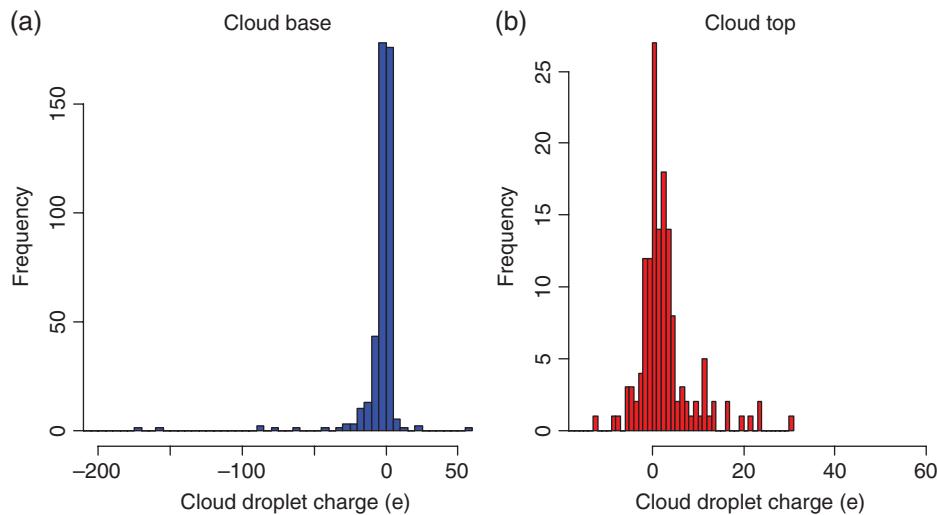 (a)
Cloud base
Frequency
150
100
50
0
−200
−100
0
50
Cloud droplet charge (e)
(b)
Cloud top
Frequency
25
20
15
10
5
0
0
20
40
60
Cloud droplet charge (e)